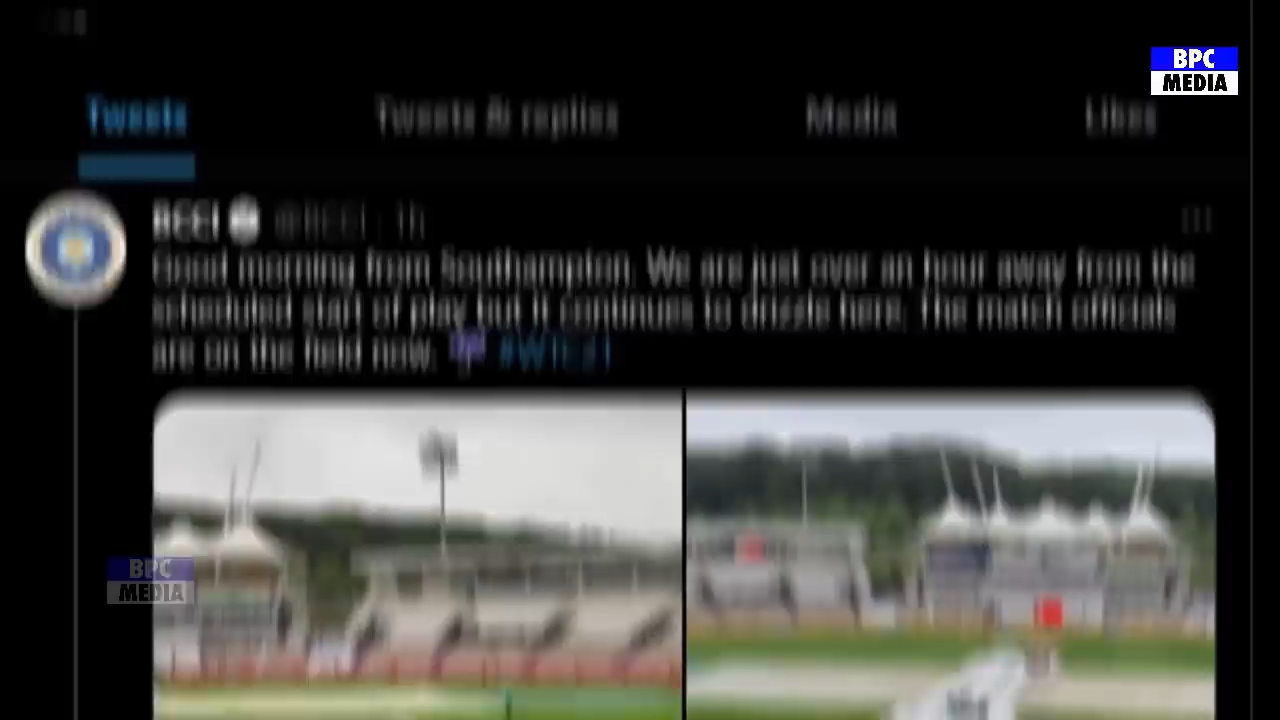 BPC
MEDIA
Tweets Tweets & replies Media Likes
Good morning from Southampton. We are just over an hour away from the
scheduled start of play but it continues to drizzle here. The match officials
are on the field now.
BPC
MEDIA